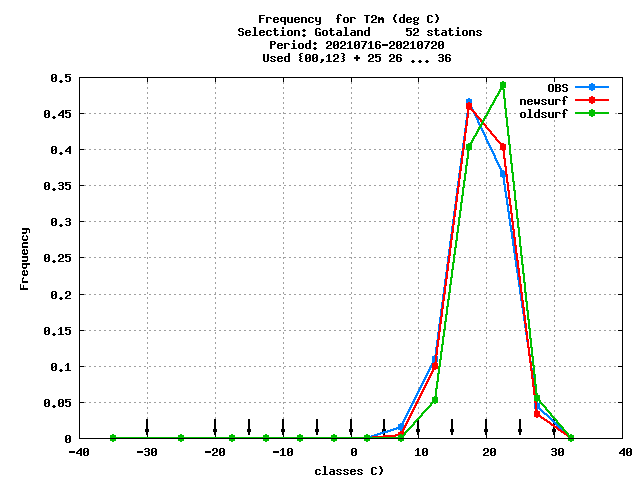 Frequency  for T2m (deg C)
Selection: Gotaland     52 stations
Period: 20210716-20210720
Used {00,12} + 25 26 ... 36
OBS
newsurf
oldsurf
0.5
0.45
0.4
0.35
0.3
0.25
0.2
0.15
0.1
0.05
0
Frequency
-40 -30 -20 -10 0 10 20 30 40
classes C)